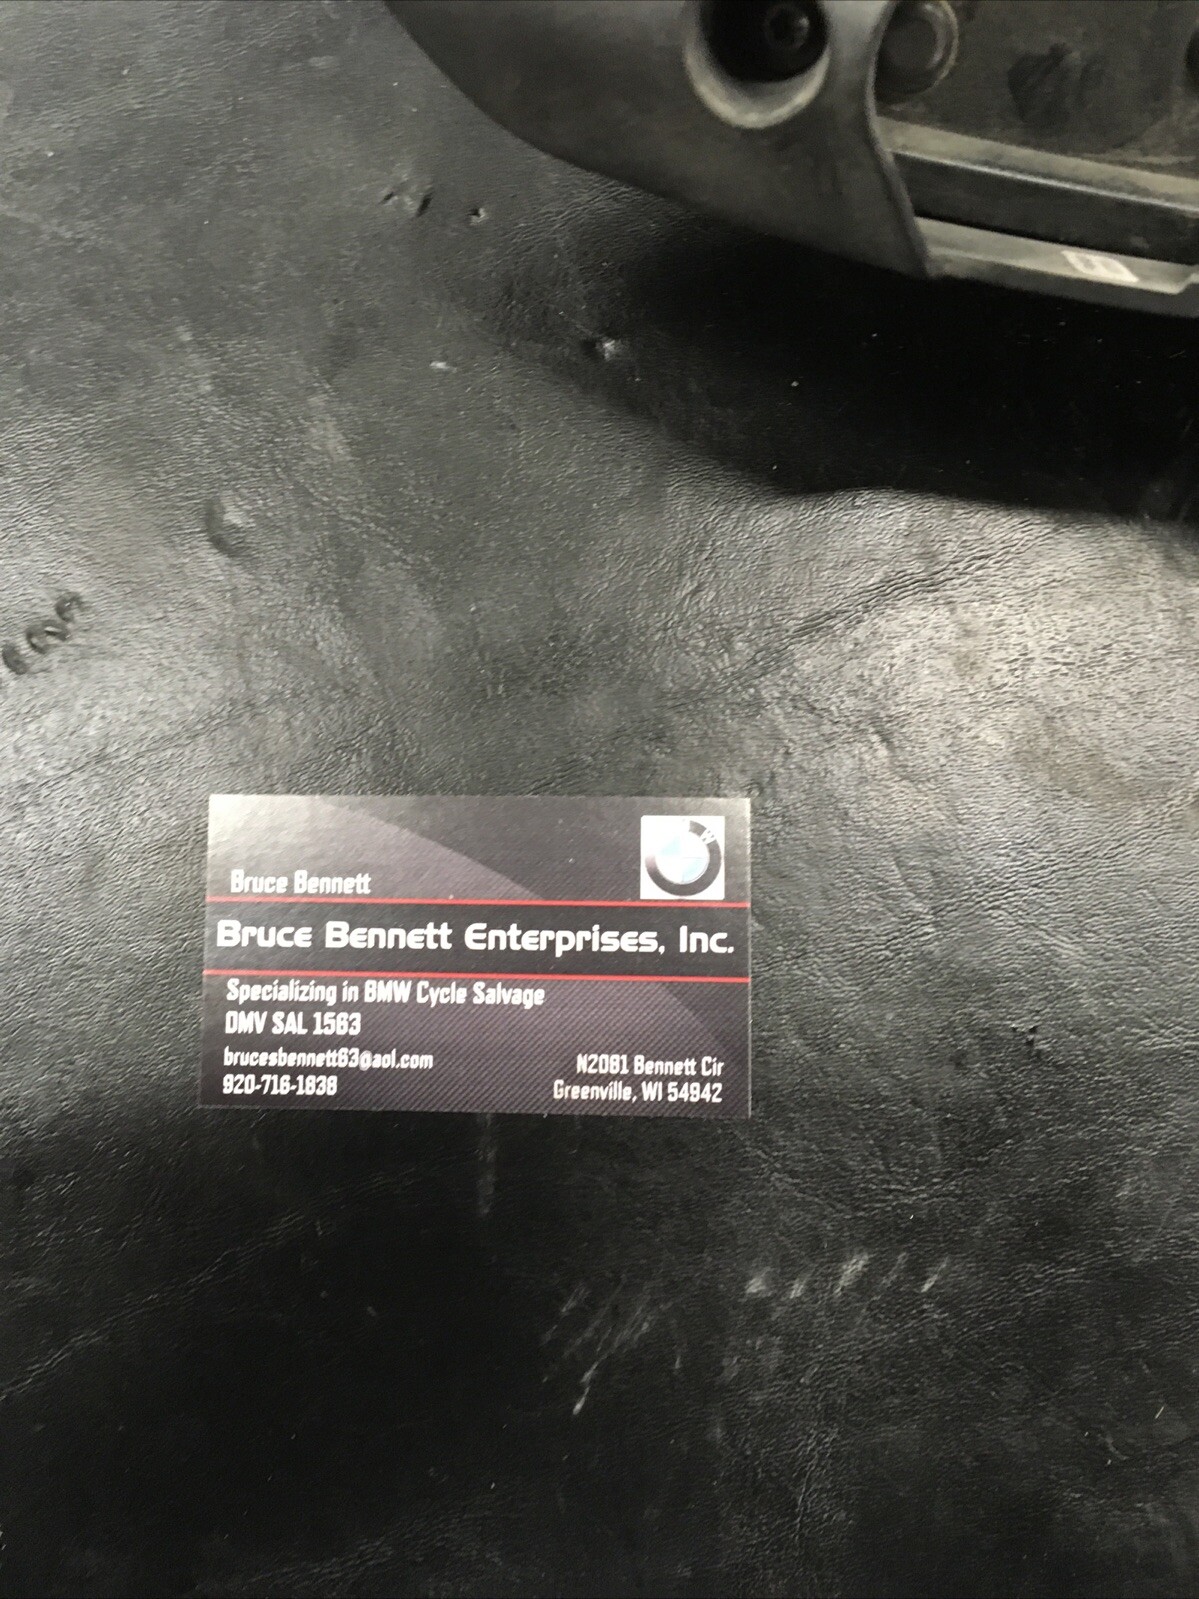 Bruce Bennett
Bruce Bennett Enterprises, Inc.
Specializing in BMW Cycle Salvage
DMV SAL 1563
brucesbennett63@aol.com
920-716-1838
N2081 Bennett Cir
Greenville, WI 54942